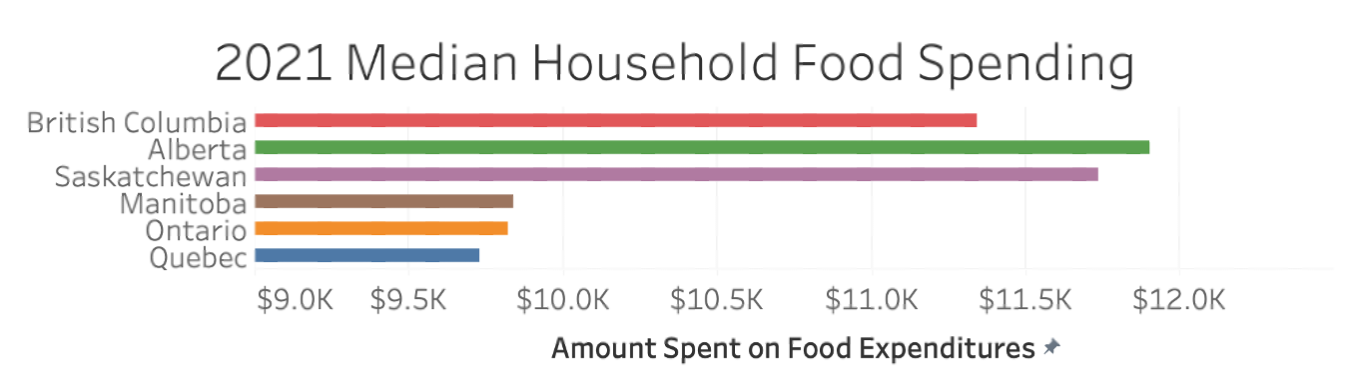 2021 Median Household Food Spending
British Columbia
Alberta
Saskatchewan
Manitoba
Ontario
Quebec
$9.0K $9.5K $10.0K $10.5K $11.0K $11.5K $12.0K
Amount Spent on Food Expenditures